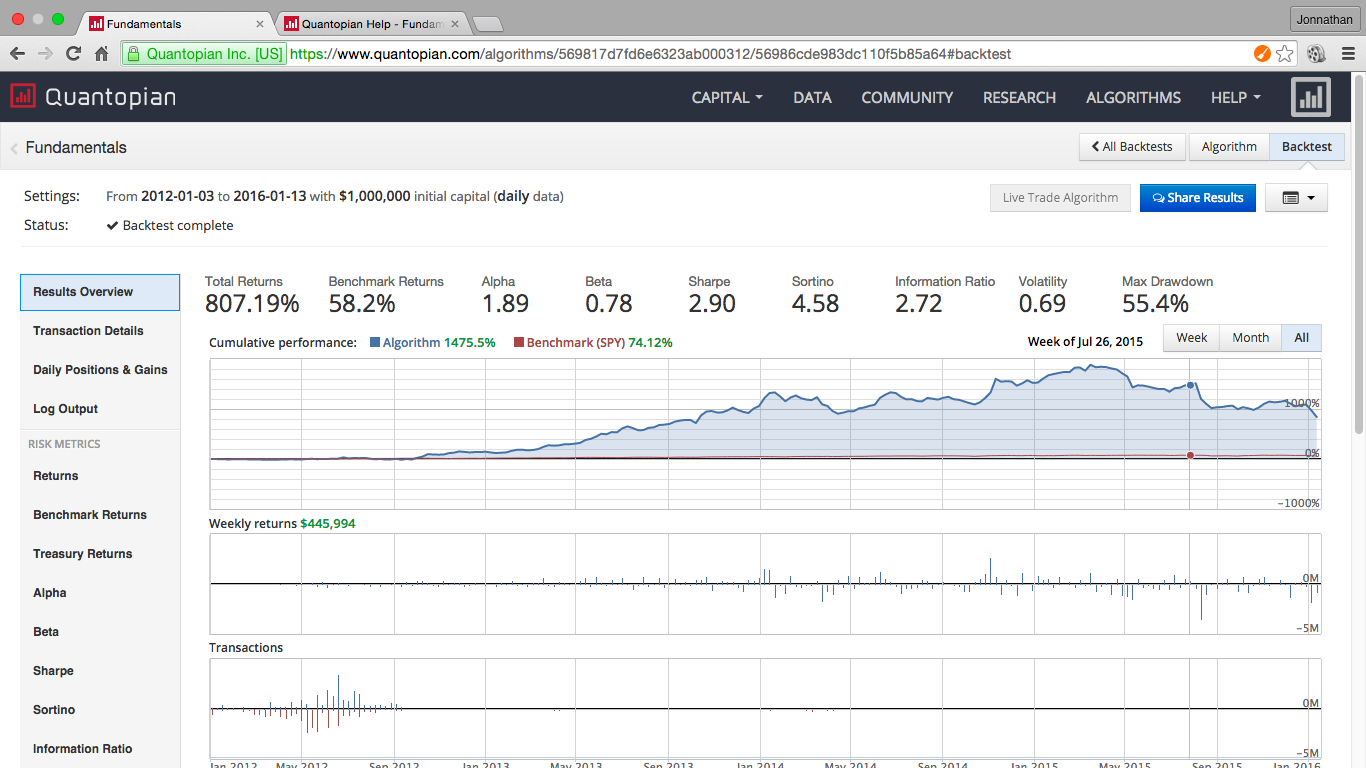 Fundamentals
Quantopian Help - Fundam
Jonnathan
Quantopian Inc. [US] https://www.quantopian.com/algorithms/569817d7fd6e6323ab000312/56986cde983dc110f5b85a64#backtest
Quantopian
CAPITAL DATA COMMUNITY RESEARCH ALGORITHMS HELP
Fundamentals
All Backtests Algorithm Backtest
Settings: From 2012-01-03 to 2016-01-13 with $1,000,000 initial capital (daily data)
Live Trade Algorithm Share Results
Status: Backtest complete
Results Overview
Transaction Details
Daily Positions & Gains
Log Output
RISK METRICS
Returns
Benchmark Returns
Treasury Returns
Alpha
Beta
Sharpe
Sortino
Information Ratio
Total Returns Benchmark Returns Alpha Beta Sharpe Sortino Information Ratio Volatility Max Drawdown
807.19% 58.2% 1.89 0.78 2.90 4.58 2.72 0.69 55.4%
Cumulative performance: Algorithm 1475.5% Benchmark (SPY) 74.12% Week of Jul 26, 2015 Week Month All
1000%
0%
−1000%
Weekly returns $445,994
0M
−5M
Transactions
0M
−5M
Jan 2012 May 2012 Sep 2012 Jan 2013 May 2013 Sep 2013 Jan 2014 May 2014 Sep 2014 Jan 2015 May 2015 Sep 2015 Jan 2016